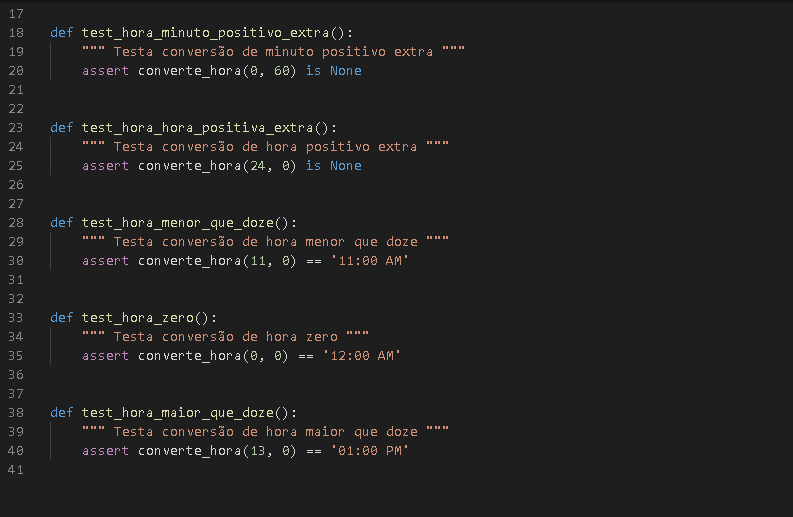 17
18 def test_hora_minuto_positivo_extra():
19     """ Testa conversão de minuto positivo extra """
20     assert converte_hora(0, 60) is None
21
22
23 def test_hora_hora_positiva_extra():
24     """ Testa conversão de hora positivo extra """
25     assert converte_hora(24, 0) is None
26
27
28 def test_hora_menor_que_doze():
29     """ Testa conversão de hora menor que doze """
30     assert converte_hora(11, 0) == '11:00 AM'
31
32
33 def test_hora_zero():
34     """ Testa conversão de hora zero """
35     assert converte_hora(0, 0) == '12:00 AM'
36
37
38 def test_hora_maior_que_doze():
39     """ Testa conversão de hora maior que doze """
40     assert converte_hora(13, 0) == '01:00 PM'
41